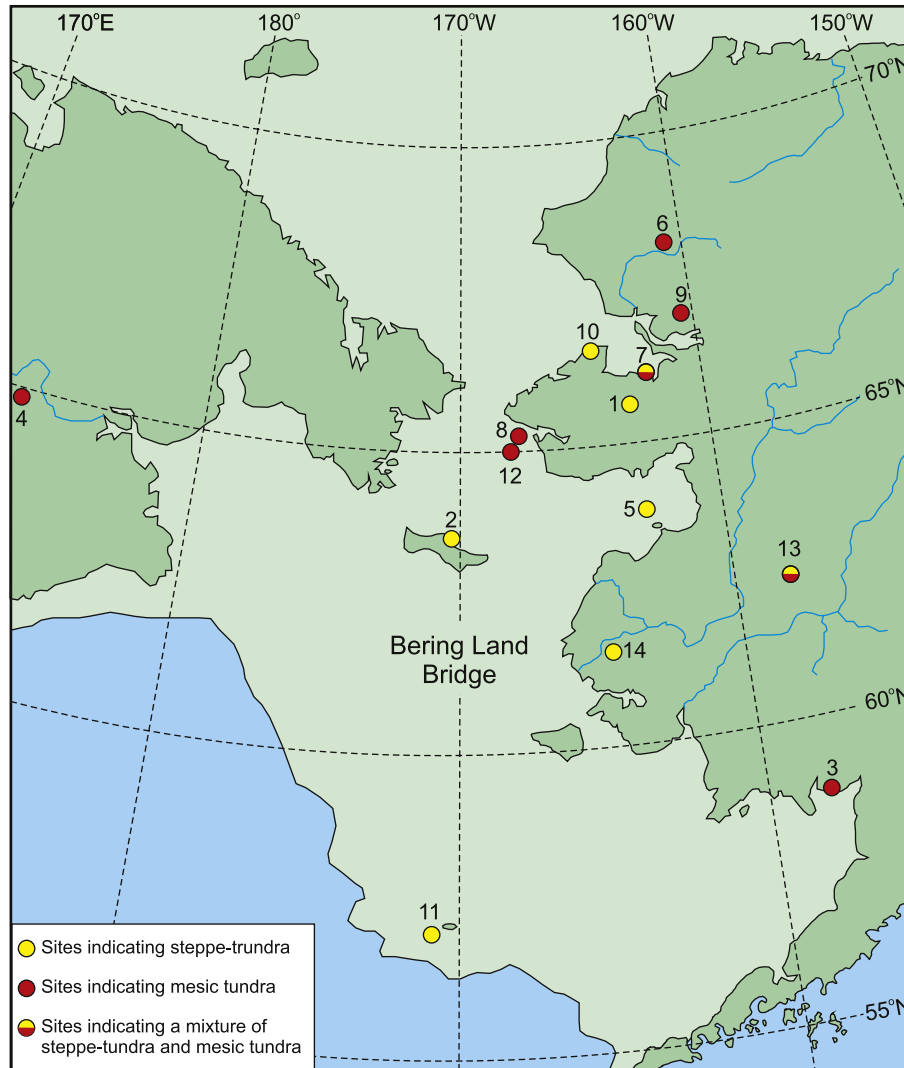 170°E
180°
170°W
160°W
150°W
70°N
6
9
10
7
65°N
1
4
8
12
5
2
13
14
Bering Land
Bridge
60°N
3
11
55°N
Sites indicating steppe-trundra
Sites indicating mesic tundra
Sites indicating a mixture of
steppe-tundra and mesic tundra